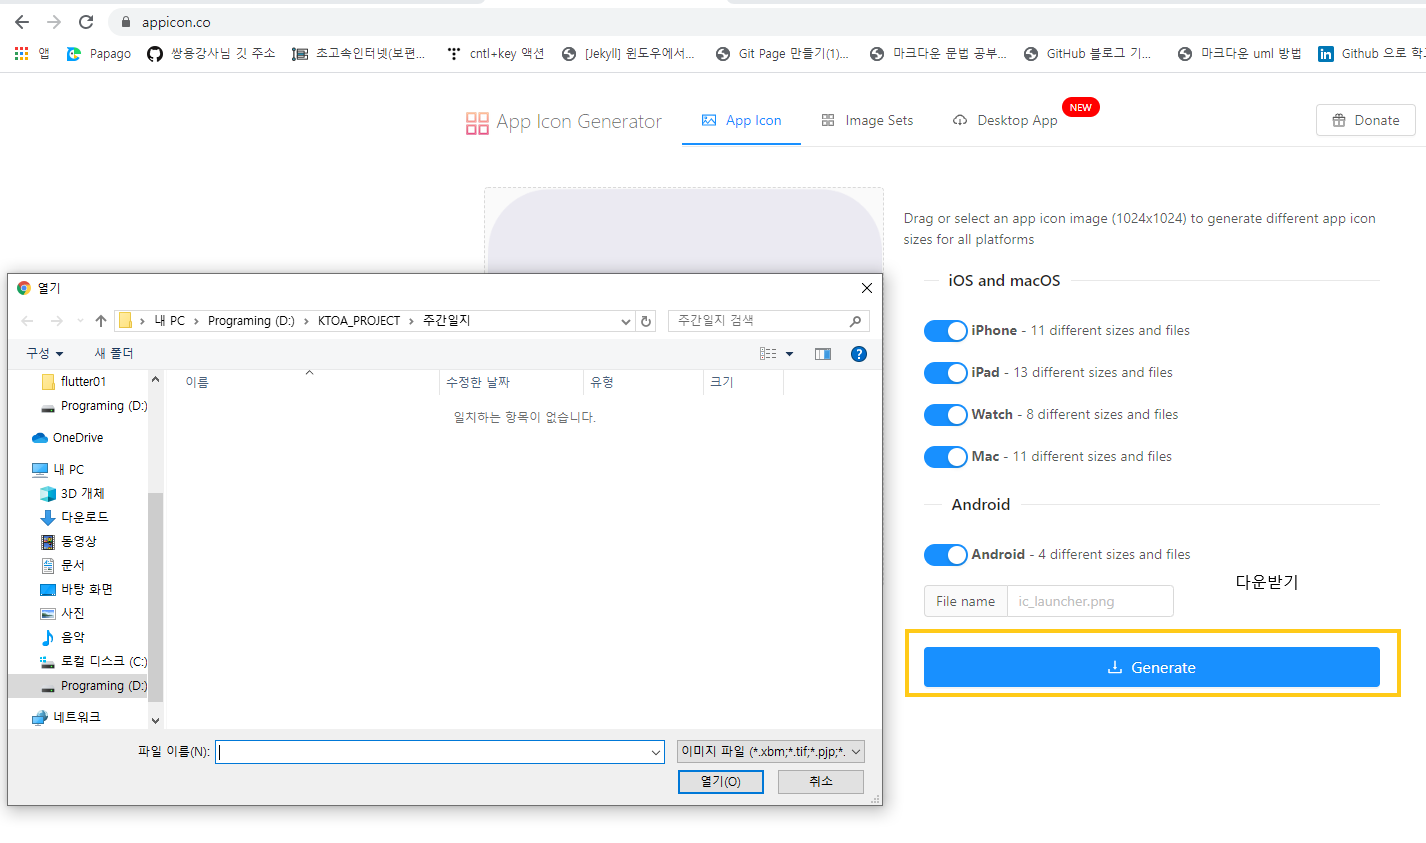 appicon.co
앱
Papago
쌍용강사님 깃 주소
초고속인터넷(보편...
cntl+key 액션
[Jekyll] 윈도우에서...
Git Page 만들기(1)...
마크다운 문법 공부...
GitHub 블로그 기...
마크다운 uml 방법
Github 으로 학
App Icon Generator
App Icon
Image Sets
Desktop App
NEW
Donate
Drag or select an app icon image (1024x1024) to generate different app icon
sizes for all platforms
iOS and macOS
iPhone - 11 different sizes and files
iPad - 13 different sizes and files
Watch - 8 different sizes and files
Mac - 11 different sizes and files
Android
Android - 4 different sizes and files
다운받기
File name
ic_launcher.png
Generate
열기
내 PC > Programing (D:) > KTOA_PROJECT > 주간일지
주간일지 검색
구성
새 폴더
이름
수정한 날짜
유형
크기
일치하는 항목이 없습니다.
flutter01
Programing (D:)
OneDrive
내 PC
3D 개체
다운로드
동영상
문서
바탕 화면
사진
음악
로컬 디스크 (C:)
Programing (D:)
네트워크
파일 이름(N):
이미지 파일 (*.xbm;*.tif;*.pjp;*.
열기(O)
취소